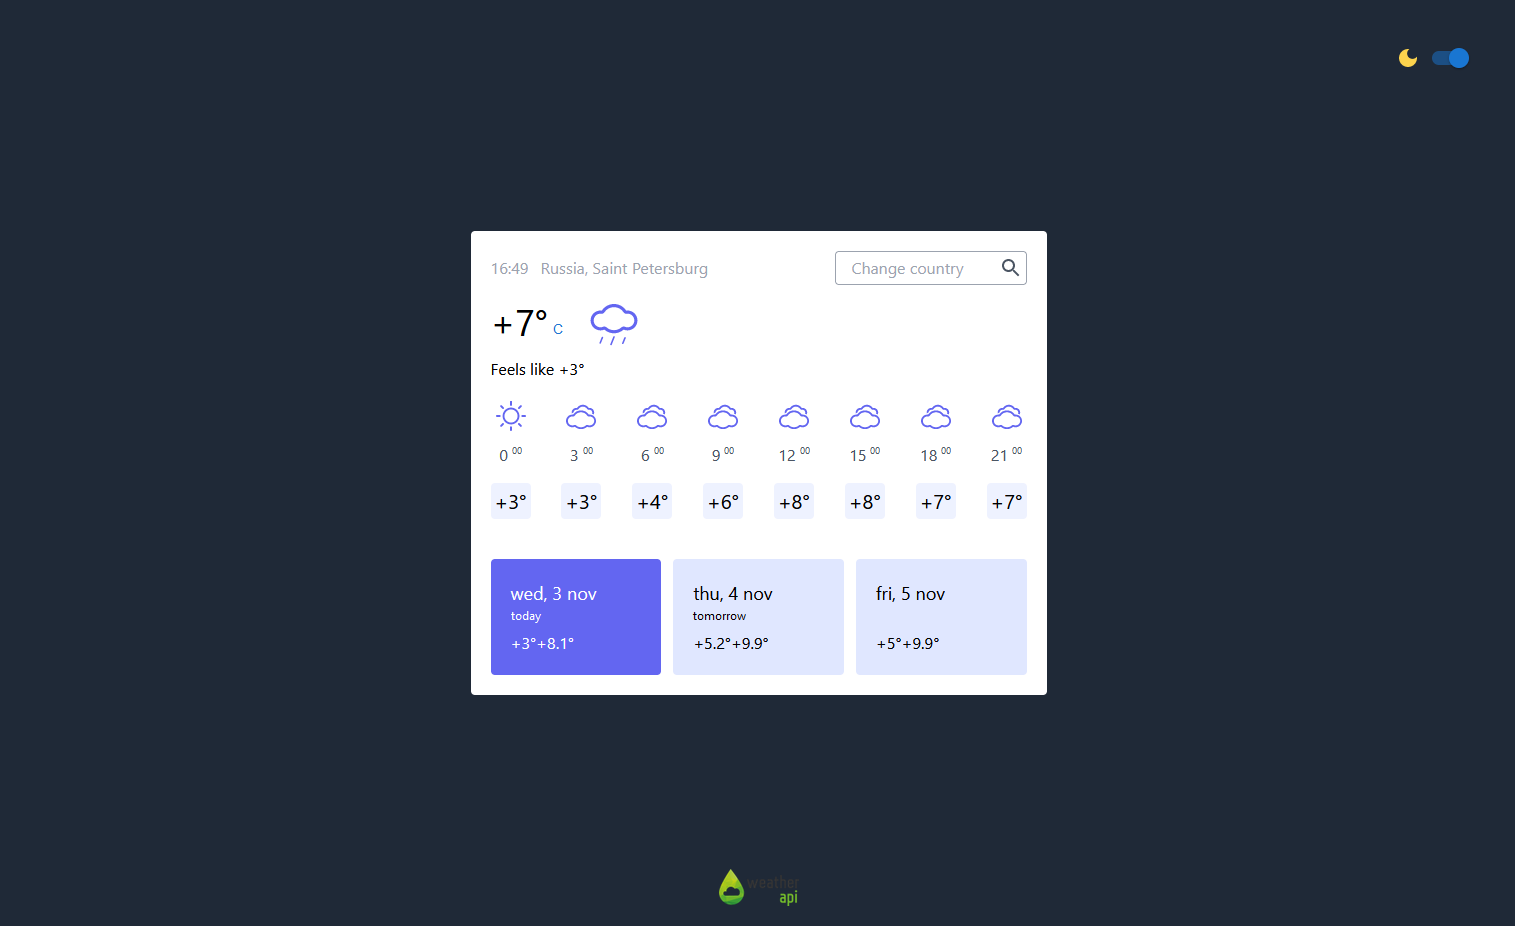 16:49 Russia, Saint Petersburg Change country
+7° C
Feels like +3°
0 00 3 00 6 00 9 00 12 00 15 00 18 00 21 00
+3° +3° +4° +6° +8° +8° +7° +7°
wed, 3 nov
today
+3°+8.1°
thu, 4 nov
tomorrow
+5.2°+9.9°
fri, 5 nov
+5°+9.9°
weather
api